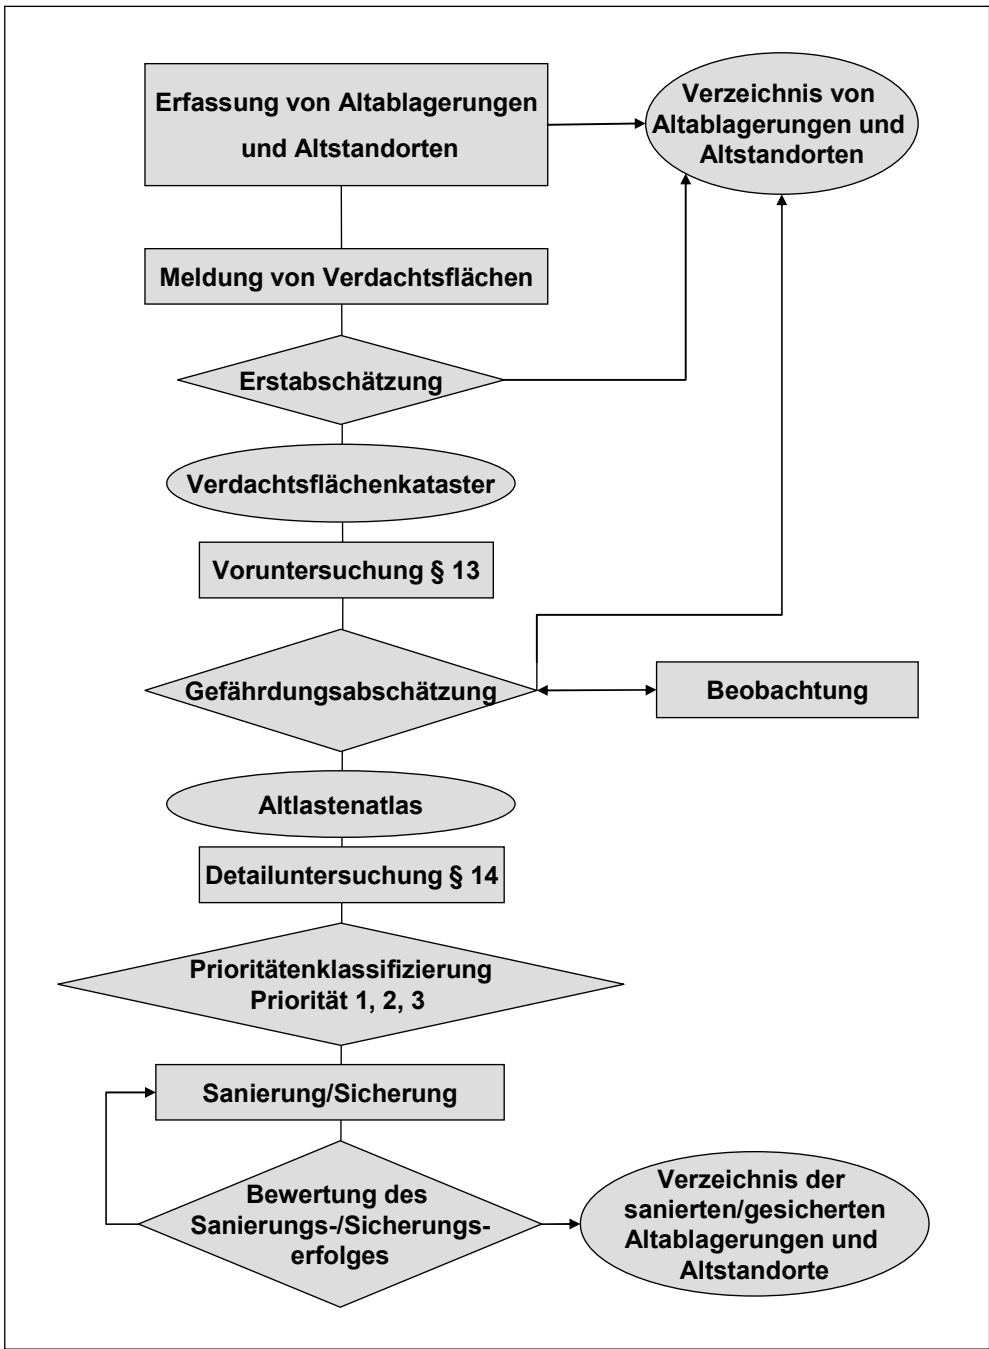 Erfassung von Altablagerungen
und Altstandorten
Verzeichnis von
Altablagerungen und
Altstandorten
Meldung von Verdachtsflächen
Erstabschätzung
Verdachtsflächenkataster
Voruntersuchung § 13
Gefährdungsabschätzung
Beobachtung
Altlastenatlas
Detailuntersuchung § 14
Prioritätenklassifizierung
Priorität 1, 2, 3
Sanierung/Sicherung
Bewertung des
Sanierungs-/Sicherungs-
erfolges
Verzeichnis der
sanierten/gesicherten
Altablagerungen und
Altstandorte